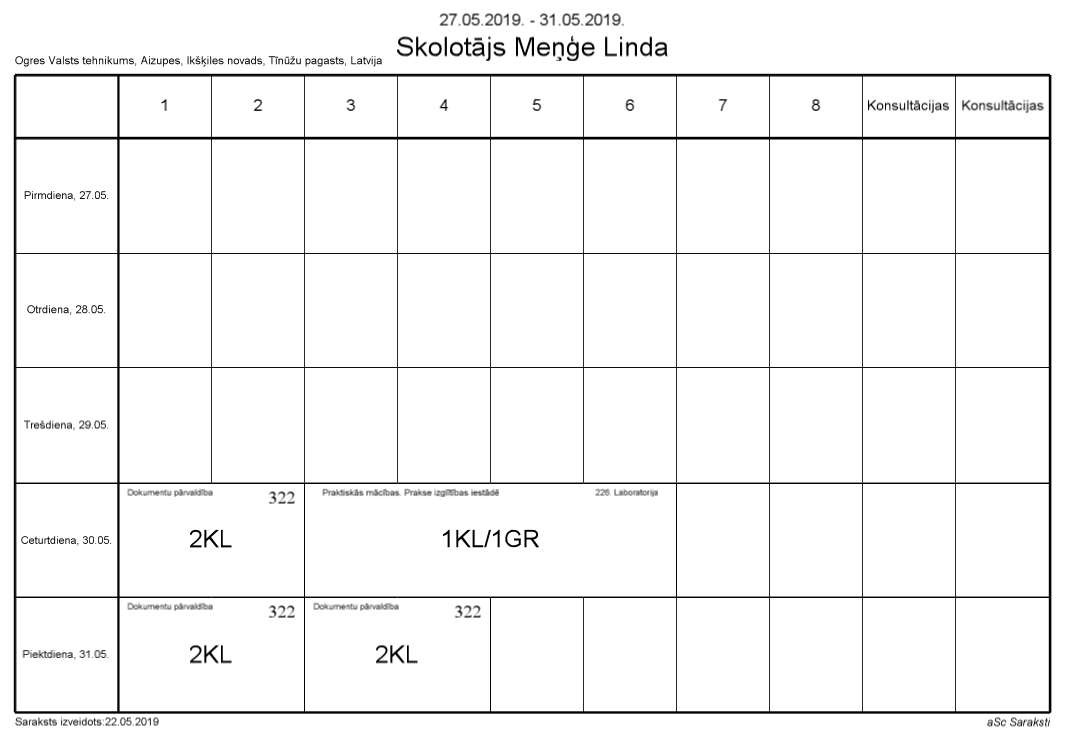 27.05.2019. - 31.05.2019.
Skolotājs Meņģe Linda
Ogres Valsts tehnikums, Aizupes, Ikšķiles novads, Tīnūžu pagasts, Latvija
1 2 3 4 5 6 7 8 Konsultācijas Konsultācijas
Pirmdiena, 27.05.
Otrdiena, 28.05.
Trešdiena, 29.05.
Dokumentu pārvaldība 322 Praktiskās mācības. Prakse izglītības iestādē 226. Laboratorija
Ceturtdiena, 30.05. 2KL 1KL/1GR
Dokumentu pārvaldība 322 Dokumentu pārvaldība 322
Piektdiena, 31.05. 2KL 2KL
Saraksts izveidots:22.05.2019 aSc Saraksti